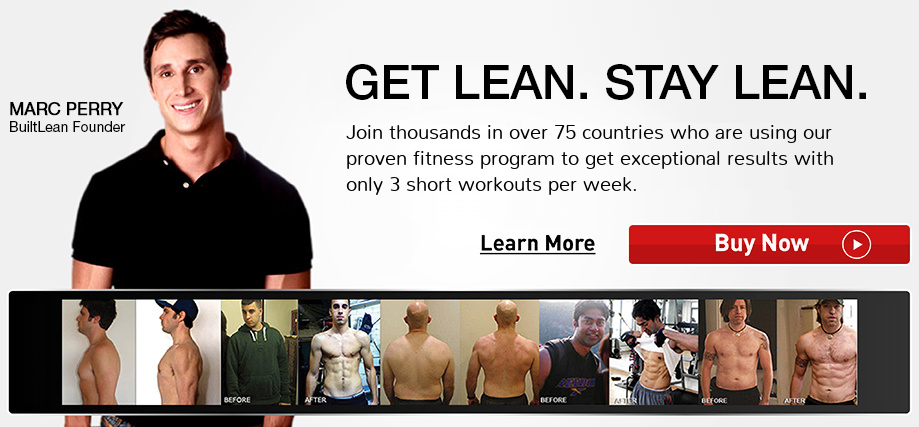 MARC PERRY
BuiltLean Founder
GET LEAN. STAY LEAN.
Join thousands in over 75 countries who are using our
proven fitness program to get exceptional results with
only 3 short workouts per week.
Learn More
Buy Now
BEFORE
AFTER
BEFORE
AFTER
BEFORE
AFTER